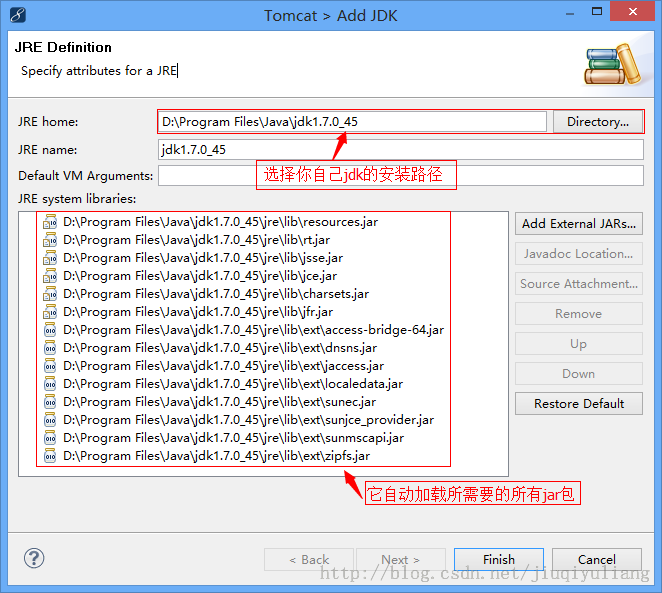 Tomcat > Add JDK
JRE Definition
Specify attributes for a JRE
JRE home:
D:\Program Files\Java\jdk1.7.0_45
Directory...
JRE name:
jdk1.7.0_45
选择你自己jdk的安装路径
Default VM Arguments:
JRE system libraries:
D:\Program Files\Java\jdk1.7.0_45\jre\lib\resources.jar
D:\Program Files\Java\jdk1.7.0_45\jre\lib\rt.jar
D:\Program Files\Java\jdk1.7.0_45\jre\lib\jsse.jar
D:\Program Files\Java\jdk1.7.0_45\jre\lib\jce.jar
D:\Program Files\Java\jdk1.7.0_45\jre\lib\charsets.jar
D:\Program Files\Java\jdk1.7.0_45\jre\lib\jfr.jar
D:\Program Files\Java\jdk1.7.0_45\jre\lib\ext\access-bridge-64.jar
D:\Program Files\Java\jdk1.7.0_45\jre\lib\ext\dnsns.jar
D:\Program Files\Java\jdk1.7.0_45\jre\lib\ext\jaccess.jar
D:\Program Files\Java\jdk1.7.0_45\jre\lib\ext\localedata.jar
D:\Program Files\Java\jdk1.7.0_45\jre\lib\ext\sunec.jar
D:\Program Files\Java\jdk1.7.0_45\jre\lib\ext\sunjce_provider.jar
D:\Program Files\Java\jdk1.7.0_45\jre\lib\ext\sunmscapi.jar
D:\Program Files\Java\jdk1.7.0_45\jre\lib\ext\zipfs.jar
Add External JARs...
Javadoc Location...
Source Attachment...
Remove
Up
Down
Restore Default
它自动加载所需要的所有jar包
< Back
Next >
Finish
Cancel
http://blog.csdn.net/jiuqiyuliang